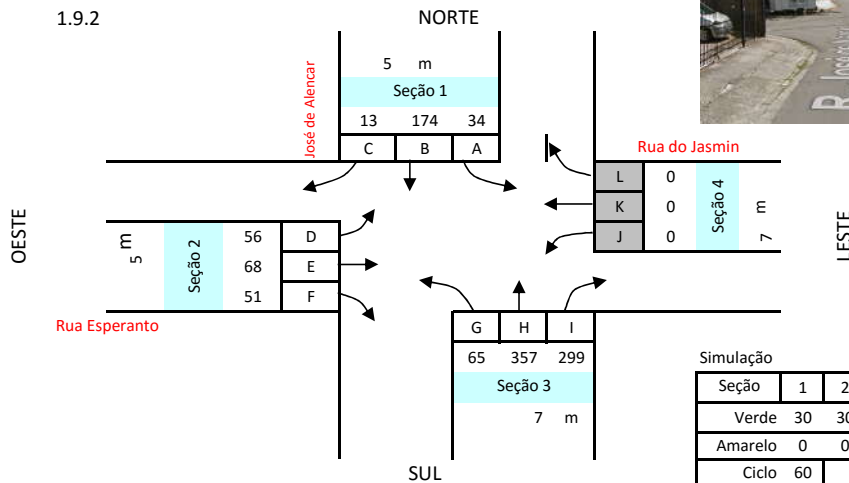 1.9.2
NORTE
5 m
Seção 1
José de Alencar
13 174 34
C B A
Rua do Jasmin
L 0
K 0
J 0
Seção 4
7 m
OESTE
LESTE
5 m
Seção 2
56 D
68 E
51 F
Rua Esperanto
G H I
65 357 299
Seção 3
7 m
SUL
Simulação
Seção 1 2
Verde 30 30
Amarelo 0 0
Ciclo 60